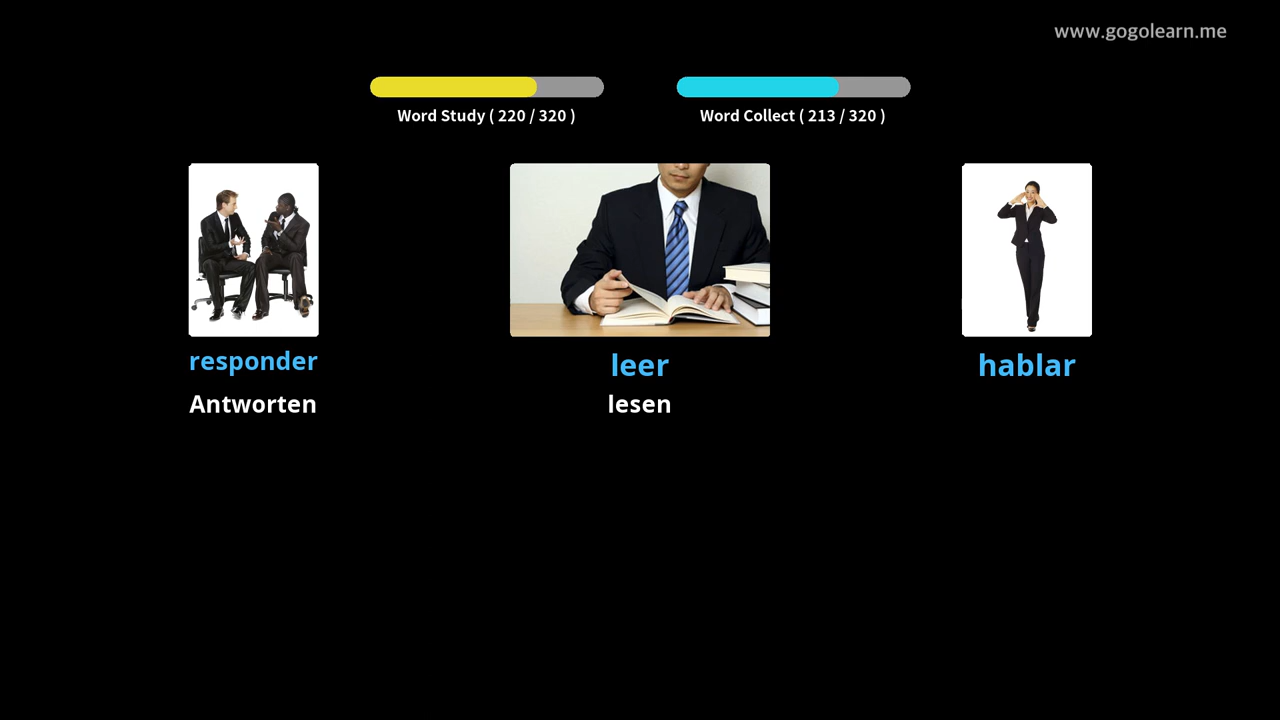 www.gogolearn.me
Word Study ( 220 / 320 )
Word Collect ( 213 / 320 )
responder
leer
hablar
Antworten
lesen